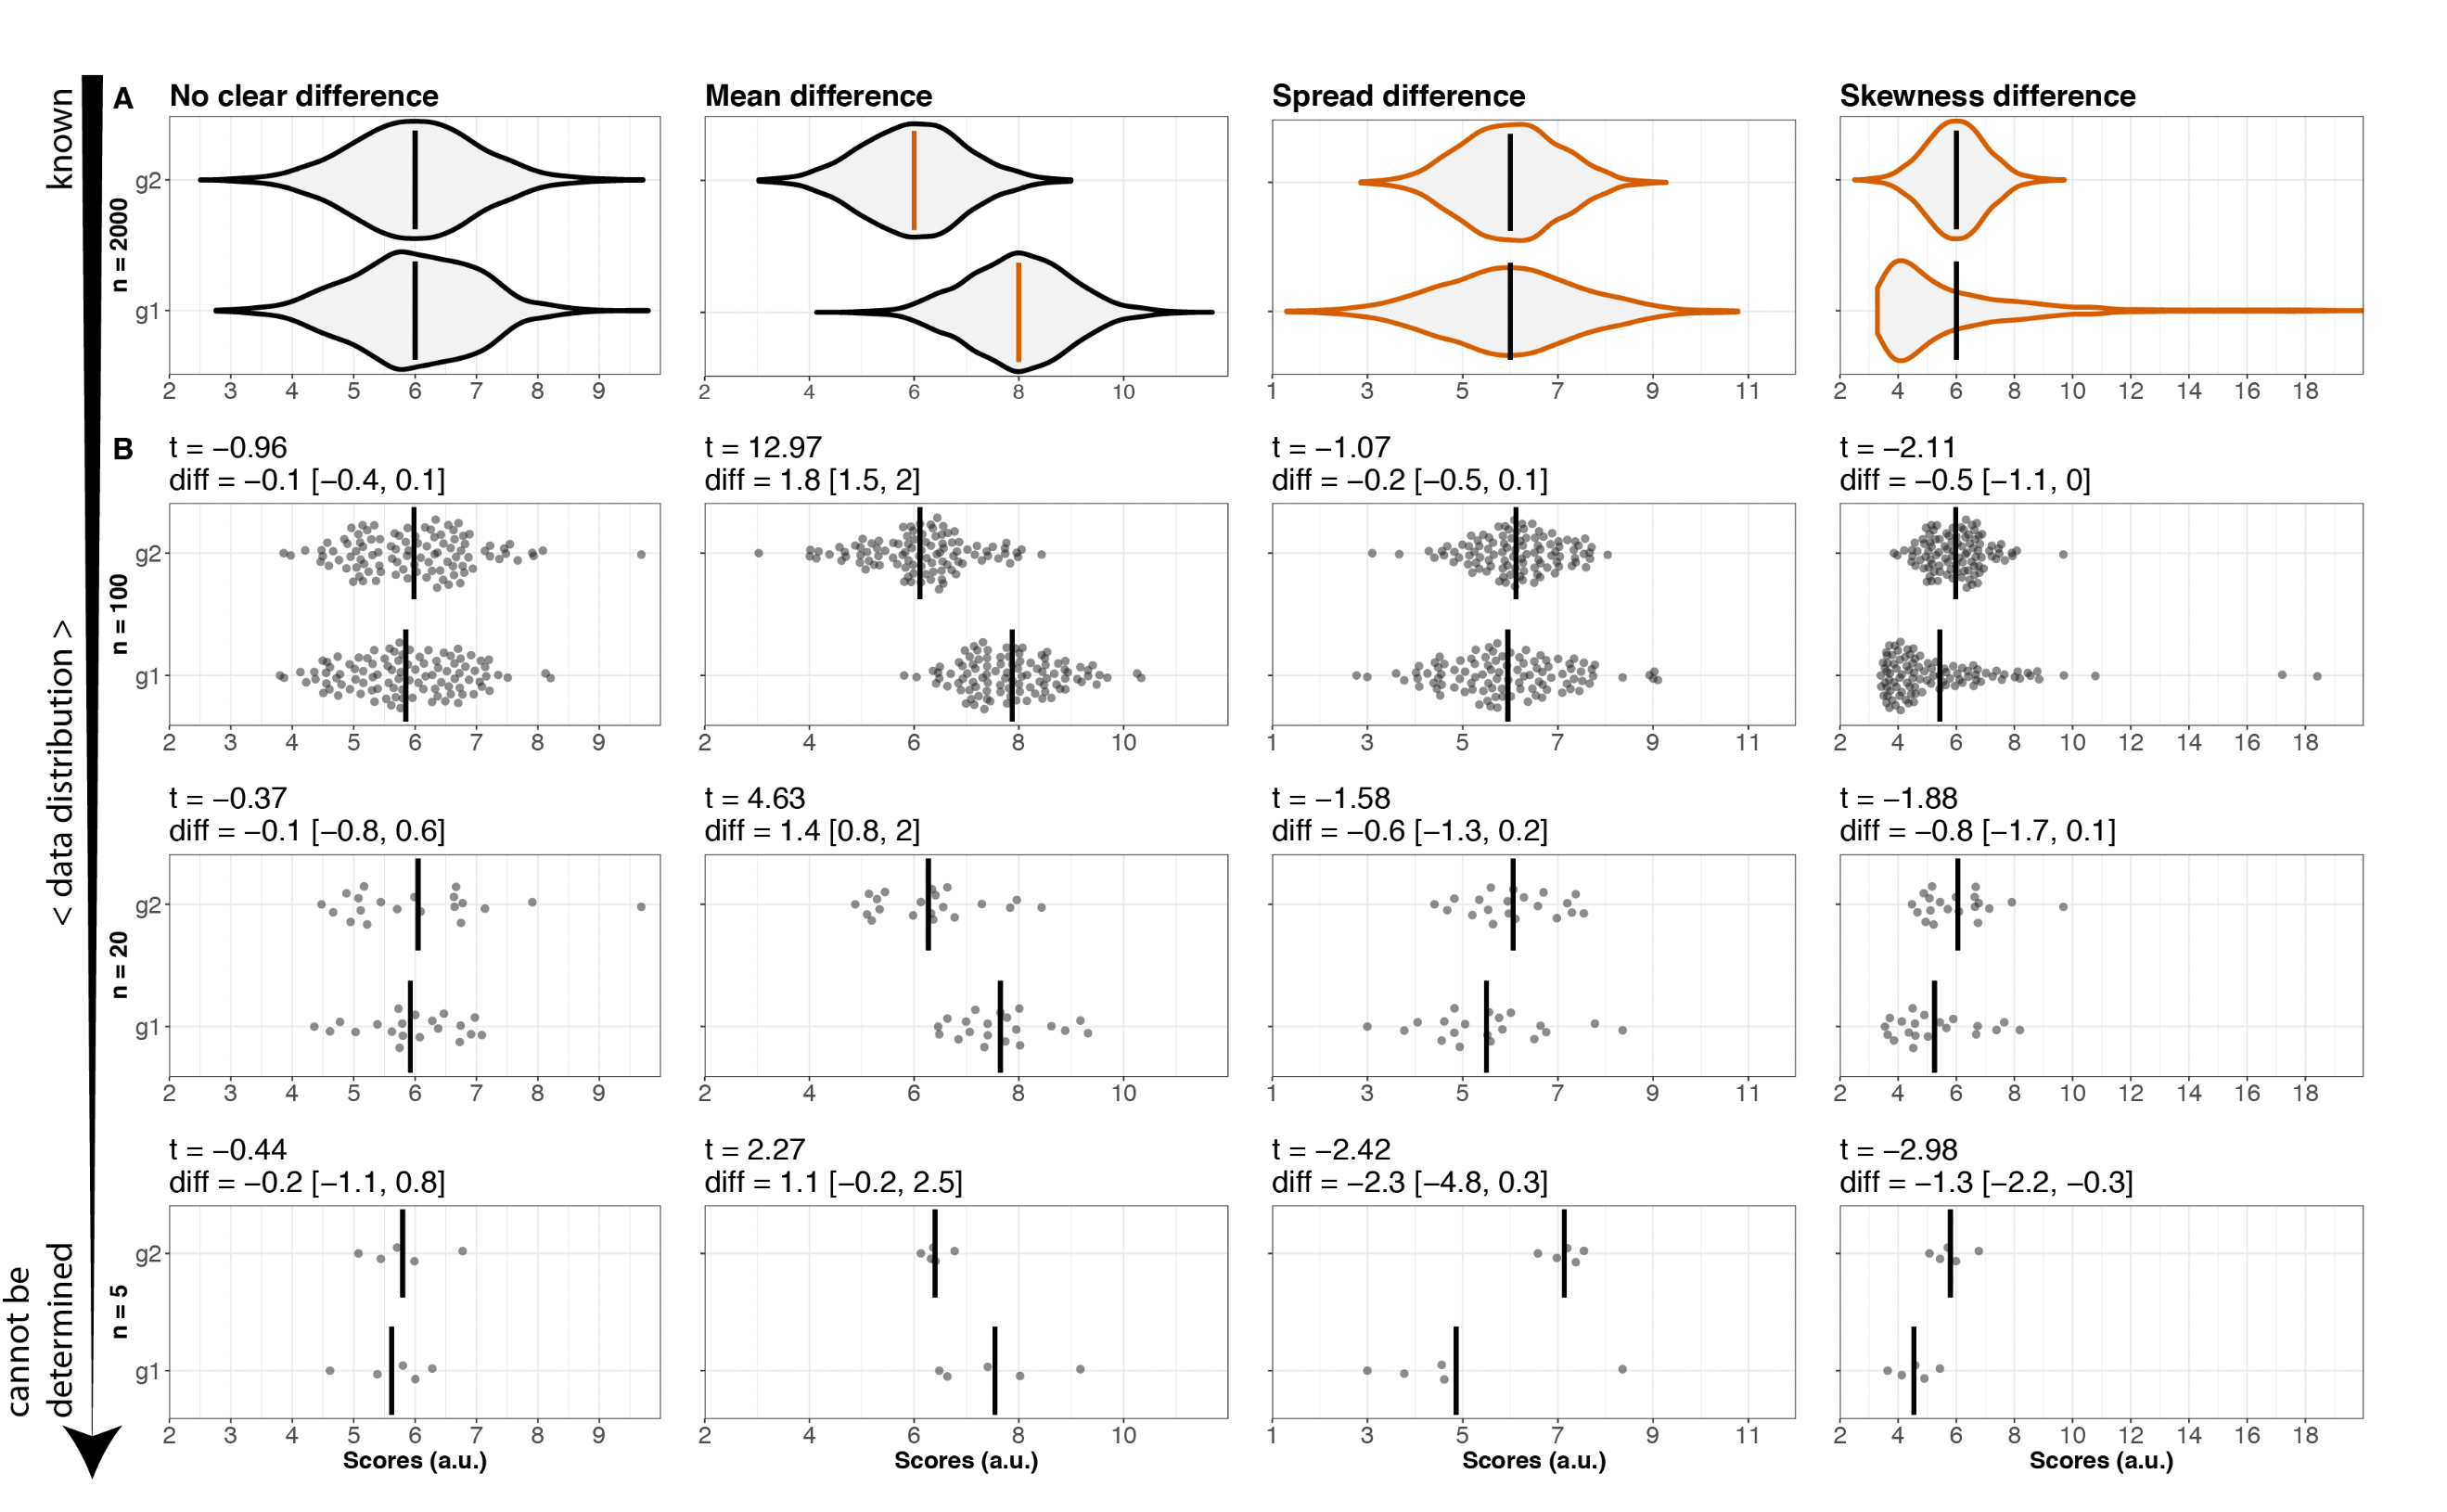 known
< data distribution >
cannot be
determined
A
No clear difference
Mean difference
Spread difference
Skewness difference
n = 2000
g2
g1
2 3 4 5 6 7 8 9
2 4 6 8 10
1 3 5 7 9 11
2 4 6 8 10 12 14 16 18
B
t = −0.96
diff = −0.1 [−0.4, 0.1]
t = 12.97
diff = 1.8 [1.5, 2]
t = −1.07
diff = −0.2 [−0.5, 0.1]
t = −2.11
diff = −0.5 [−1.1, 0]
n = 100
g2
g1
2 3 4 5 6 7 8 9
2 4 6 8 10
1 3 5 7 9 11
2 4 6 8 10 12 14 16 18
t = −0.37
diff = −0.1 [−0.8, 0.6]
t = 4.63
diff = 1.4 [0.8, 2]
t = −1.58
diff = −0.6 [−1.3, 0.2]
t = −1.88
diff = −0.8 [−1.7, 0.1]
n = 20
g2
g1
2 3 4 5 6 7 8 9
2 4 6 8 10
1 3 5 7 9 11
2 4 6 8 10 12 14 16 18
t = −0.44
diff = −0.2 [−1.1, 0.8]
t = 2.27
diff = 1.1 [−0.2, 2.5]
t = −2.42
diff = −2.3 [−4.8, 0.3]
t = −2.98
diff = −1.3 [−2.2, −0.3]
n = 5
g2
g1
2 3 4 5 6 7 8 9
2 4 6 8 10
1 3 5 7 9 11
2 4 6 8 10 12 14 16 18
Scores (a.u.)
Scores (a.u.)
Scores (a.u.)
Scores (a.u.)